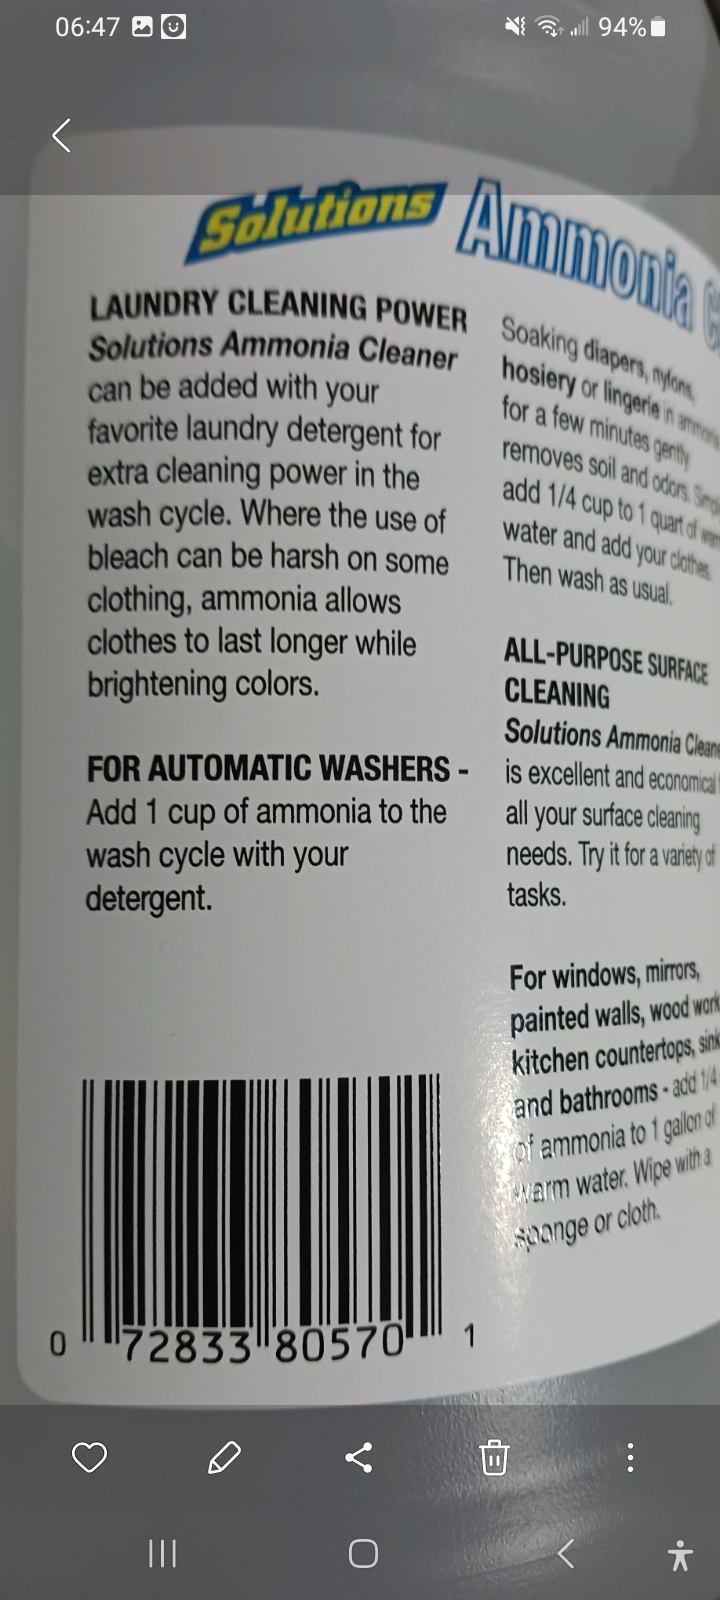 06:47
94%
Solutions Ammonia
LAUNDRY CLEANING POWER
Solutions Ammonia Cleaner
can be added with your
favorite laundry detergent for
extra cleaning power in the
wash cycle. Where the use of
bleach can be harsh on some
clothing, ammonia allows
clothes to last longer while
brightening colors.
FOR AUTOMATIC WASHERS -
Add 1 cup of ammonia to the
wash cycle with your
detergent.
0 72833 80570 1
Soaking diapers, nylons,
hosiery or lingerie in ammonia
for a few minutes gently
removes soil and odors.
add 1/4 cup to 1 quart of
water and add your clothes.
Then wash as usual.
ALL-PURPOSE SURFACE
CLEANING
Solutions Ammonia
is excellent and economical
all your surface cleaning
needs. Try it for a variety of
tasks.
For windows, mirrors,
painted walls, wood
kitchen countertops,
and bathrooms - add 1/4
of ammonia to 1 gallon of
warm water. Wipe with a
sponge or cloth.